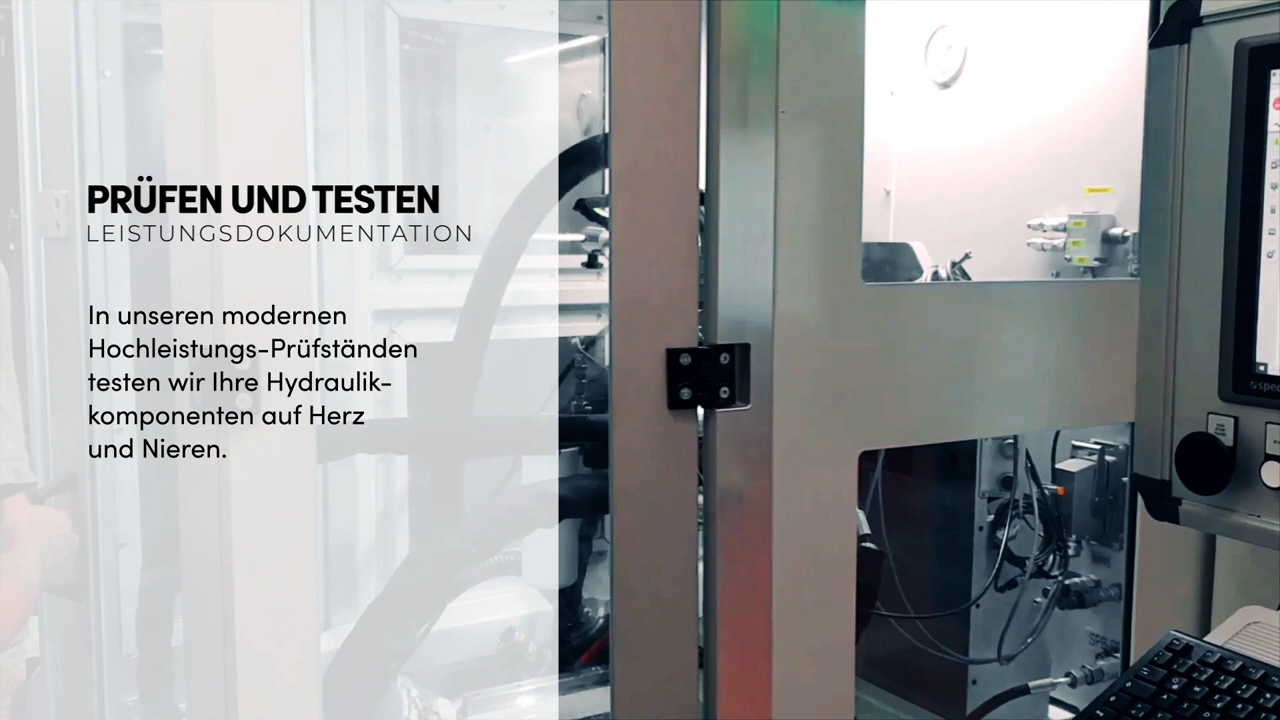 PRÜFEN UND TESTEN
LEISTUNGSDOKUMENTATION
In unseren modernen
Hochleistungs-Prüfständen
testen wir Ihre Hydraulik-
komponenten auf Herz
und Nieren.